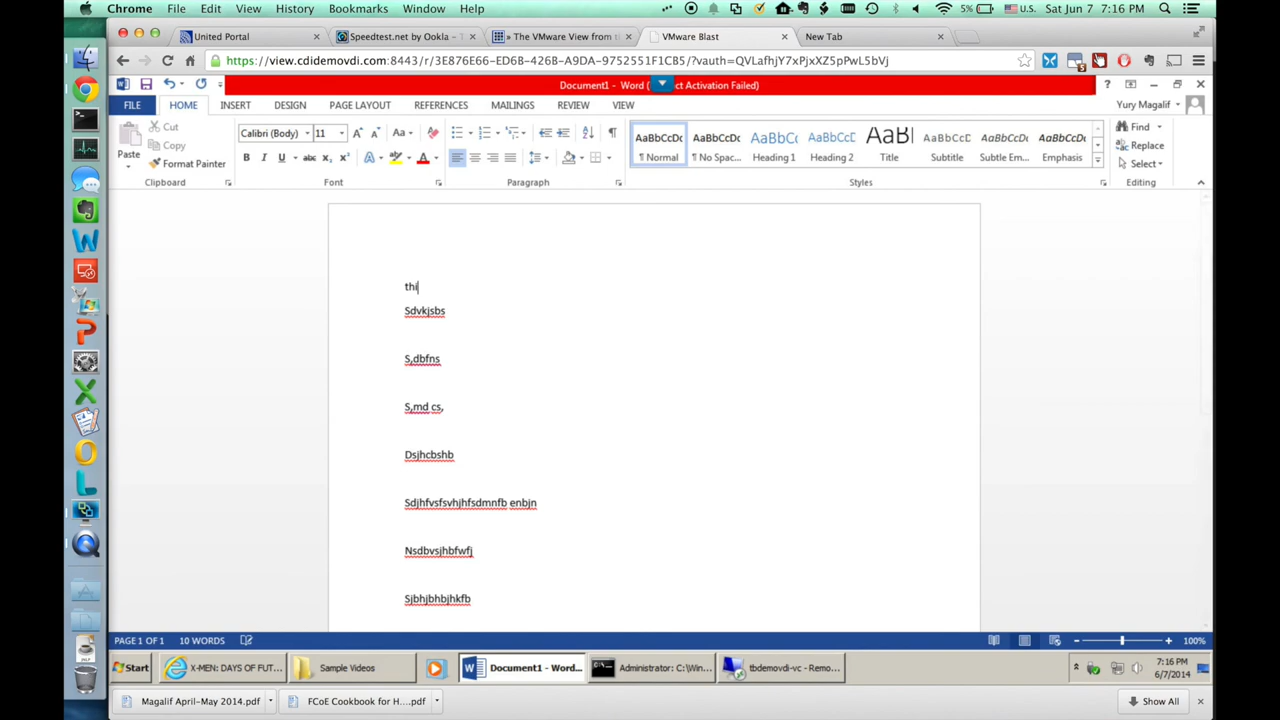 Chrome File Edit View History Bookmarks Window Help 5% U.S. Sat Jun 7 7:16 PM
United Portal Speedtest.net by Ookla – T » The VMware View from th VMware Blast New Tab
https://view.cdidemovdi.com:8443/r/3E876E66-ED6B-426B-A9DA-9752551F1CB5/?vauth=QVLafhjY7xPjxXZ5pPwL5bVj
Document1 - Word ( ct Activation Failed)
FILE HOME INSERT DESIGN PAGE LAYOUT REFERENCES MAILINGS REVIEW VIEW Yury Magalif
Paste Cut Copy Format Painter
Calibri (Body) 11
AaBbCcDc AaBbCcDc AaBbCc AaBbCc AaB AaBbCcD AaBbCcDc AaBbCcDc
¶ Normal ¶ No Spac... Heading 1 Heading 2 Title Subtitle Subtle Em... Emphasis
Find Replace Select
Clipboard Font Paragraph Styles Editing
thi
Sdvkjsbs
S,dbfns
S,md cs,
Dsjhcbshb
Sdjhfvsfsvhjhfsdmnfb enbjn
Nsdbvsjhbfwfj
Sjbhjbhbjhkfb
PAGE 1 OF 1 10 WORDS 100%
Start X-MEN: DAYS OF FUT... Sample Videos Document1 - Word... Administrator: C:\Win... tbdemovdi-vc - Remo... 7:16 PM
6/7/2014
Magalif April-May 2014.pdf FCoE Cookbook for H....pdf Show All